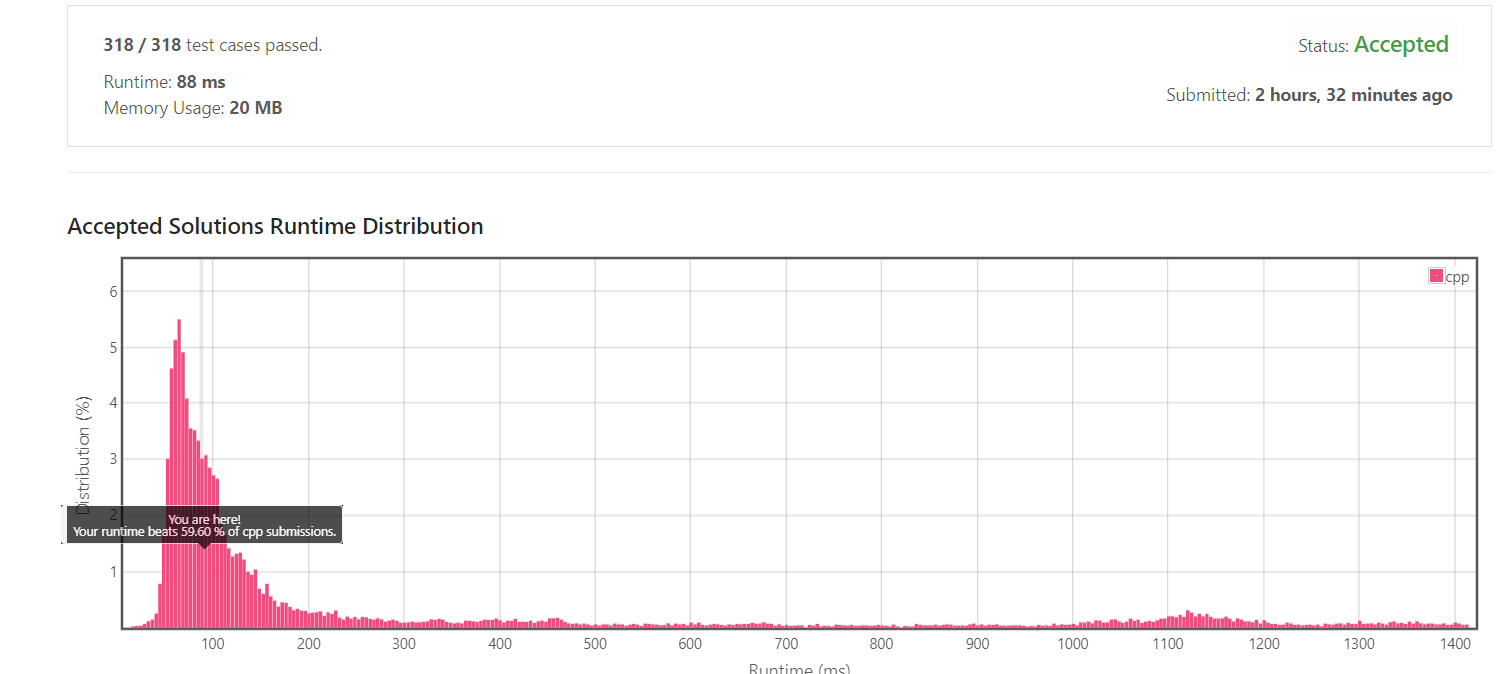 318 / 318 test cases passed.
Status: Accepted
Runtime: 88 ms
Submitted: 2 hours, 32 minutes ago
Memory Usage: 20 MB
Accepted Solutions Runtime Distribution
cpp
6
5
4
3
2
1
Distribution (%)
You are here!
Your runtime beats 59.60 % of cpp submissions.
100 200 300 400 500 600 700 800 900 1000 1100 1200 1300 1400
Runtime (ms)